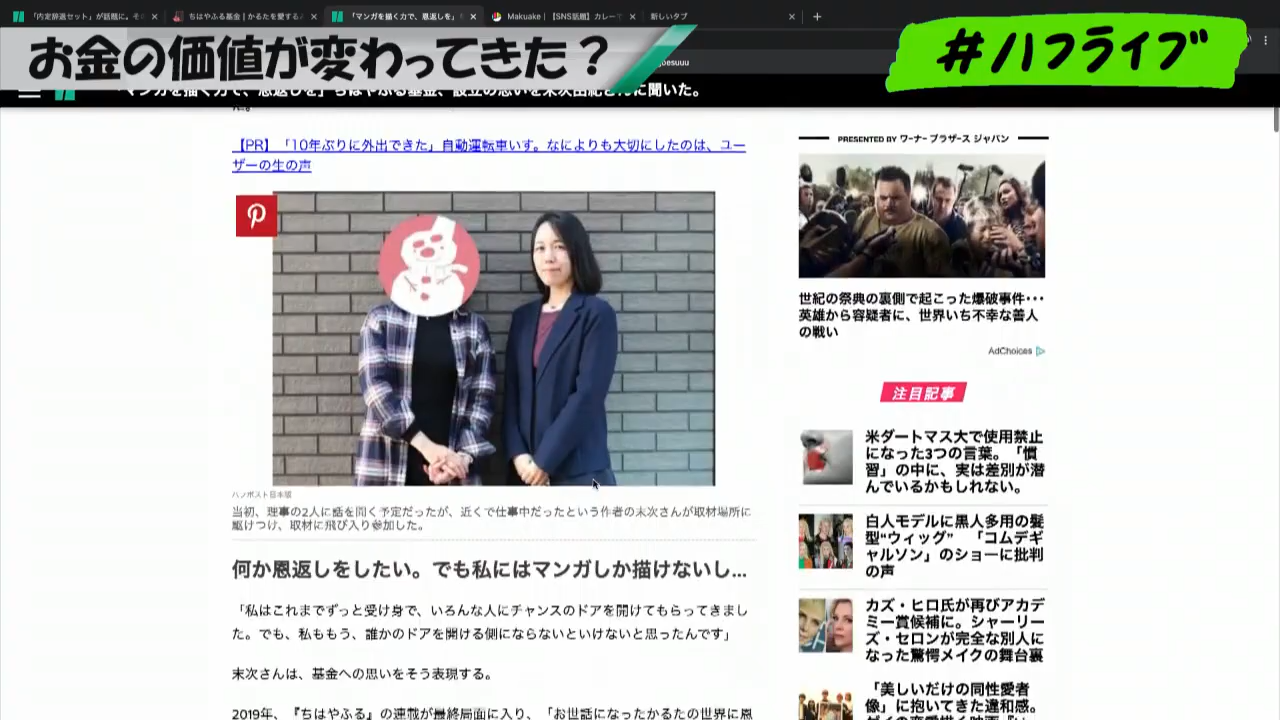 「内定辞退セット」が話題に。そ
ちはやふる基金 | かるたを愛する
「マンガを描く力で、恩返しを」
Makuake | 【SNS話題】カレー
新しいタブ
お金の価値が変わってきた?
#ハフライブ
「マンガを描く力で、恩返しを」ちはやふる基金、設立の思いを末次由紀さんに聞いた。
【PR】「10年ぶりに外出できた」自動運転車いす。なによりも大切にしたのは、ユー
ザーの生の声
ハフポスト日本版
当初、理事の2人に話を聞く予定だったが、近くで仕事中だったという作者の末次さんが取材場所に
駆けつけ、取材に飛び入り参加した。
何か恩返しをしたい。でも私にはマンガしか描けないし...
「私はこれまでずっと受け身で、いろんな人にチャンスのドアを開けてもらってきまし
た。でも、私ももう、誰かのドアを開ける側にならないといけないと思ったんです」
末次さんは、基金への思いをそう表現する。
2019年、『ちはやふる』の連載が最終局面に入り、「お世話になったかるたの世界に恩
PRESENTED BY ワーナー ブラザース ジャパン
世紀の祭典の裏側で起こった爆破事件・・・
英雄から容疑者に、世界いち不幸な善人
の戦い
AdChoices
注目記事
米ダートマス大で使用禁止
になった3つの言葉。「慣
習」の中に、実は差別が潜
んでいるかもしれない。
白人モデルに黒人多用の髪
型“ウィッグ” 「コムデギ
ャルソン」のショーに批判
の声
カズ・ヒロ氏が再びアカデ
ミー賞候補に。シャーリー
ズ・セロンが完全な別人に
なった驚愕メイクの舞台裏
「美しいだけの同性愛者
像」に抱いてきた違和感。